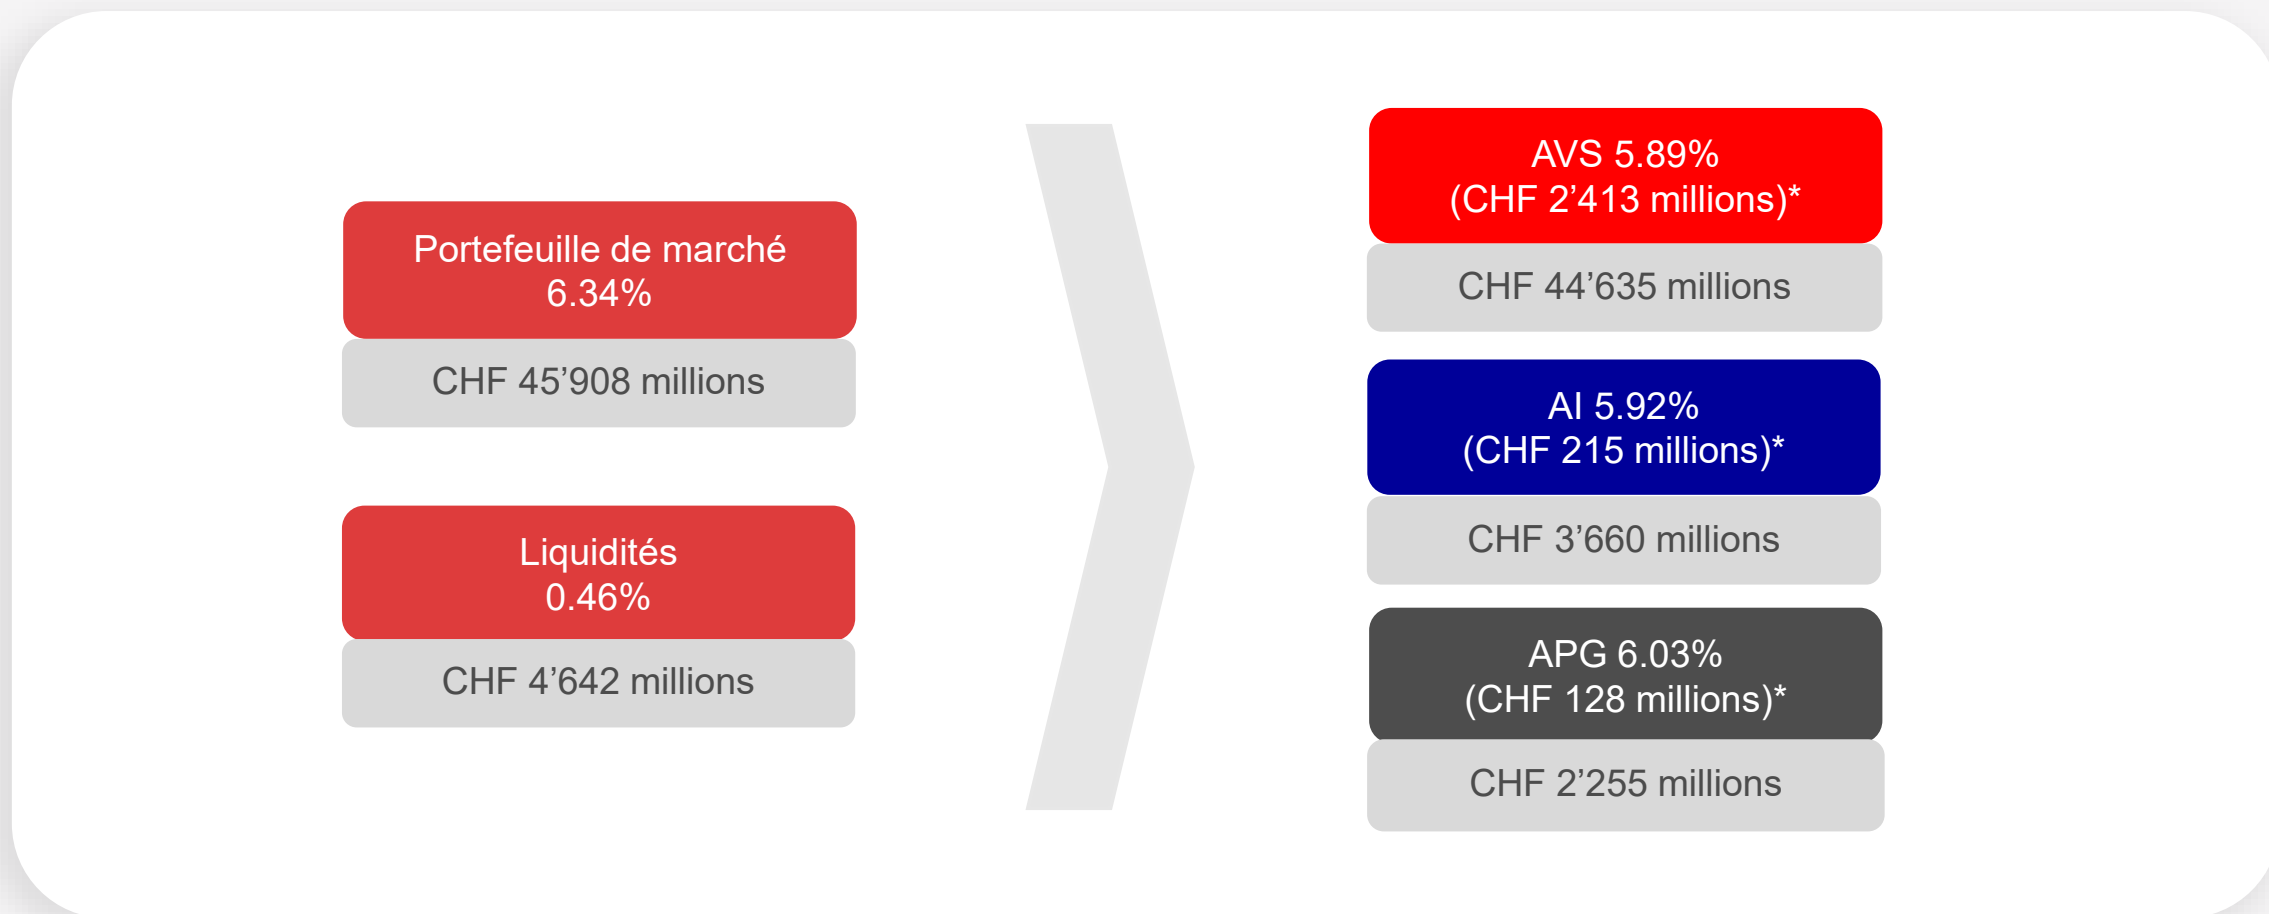 Portefeuille de marché
6.34%
CHF 45’908 millions
Liquidités
0.46%
CHF 4’642 millions
AVS 5.89%
(CHF 2’413 millions)*
CHF 44’635 millions
AI 5.92%
(CHF 215 millions)*
CHF 3’660 millions
APG 6.03%
(CHF 128 millions)*
CHF 2’255 millions